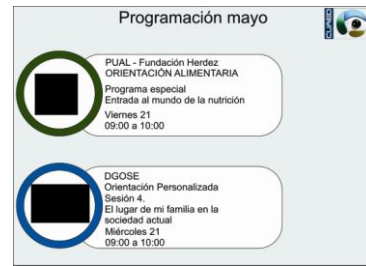 Programación mayo
CUAED
PUAL - Fundación Herdez
ORIENTACIÓN ALIMENTARIA
Programa especial
Entrada al mundo de la nutrición
Viernes 21
09:00 a 10:00
DGOSE
Orientación Personalizada
Sesión 4.
El lugar de mi familia en la
sociedad actual
Miércoles 21
09:00 a 10:00